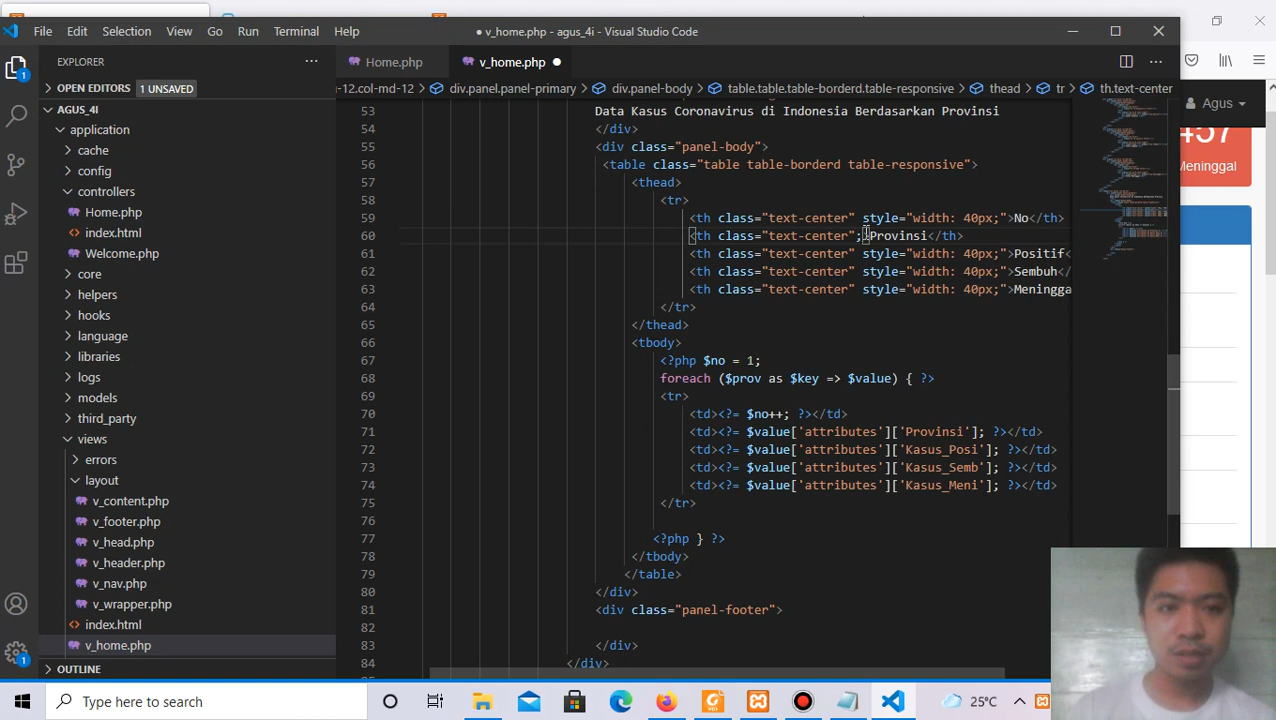 File Edit Selection View Go Run Terminal Help ● v_home.php - agus_4i - Visual Studio Code
EXPLORER ··· Home.php v_home.php ●
OPEN EDITORS 1 UNSAVED
-12.col-md-12 > div.panel.panel-primary > div.panel-body > table.table.table-borderd.table-responsive > thead > tr > th.text-center
AGUS_4I
application
cache
config
controllers
Home.php
index.html
Welcome.php
core
helpers
hooks
language
libraries
logs
models
third_party
views
errors
layout
v_content.php
v_footer.php
v_head.php
v_header.php
v_nav.php
v_wrapper.php
index.html
v_home.php
OUTLINE
53 Data Kasus Coronavirus di Indonesia Berdasarkan Provinsi
54 </div>
55 <div class="panel-body">
56 <table class="table table-borderd table-responsive">
57 <thead>
58 <tr>
59 <th class="text-center" style="width: 40px;">No</th>
60 <th class="text-center";>Provinsi</th>
61 <th class="text-center" style="width: 40px;">Positif<
62 <th class="text-center" style="width: 40px;">Sembuh</
63 <th class="text-center" style="width: 40px;">Meningga
64 </tr>
65 </thead>
66 <tbody>
67 <?php $no = 1;
68 foreach ($prov as $key => $value) { ?>
69 <tr>
70 <td><?= $no++; ?></td>
71 <td><?= $value['attributes']['Provinsi']; ?></td>
72 <td><?= $value['attributes']['Kasus_Posi']; ?></td>
73 <td><?= $value['attributes']['Kasus_Semb']; ?></td>
74 <td><?= $value['attributes']['Kasus_Meni']; ?></td>
75 </tr>
76
77 <?php } ?>
78 </tbody>
79 </table>
80 </div>
81 <div class="panel-footer">
82
83 </div>
84 </div>
Agus
457
Meninggal
1
1
Type here to search
25°C